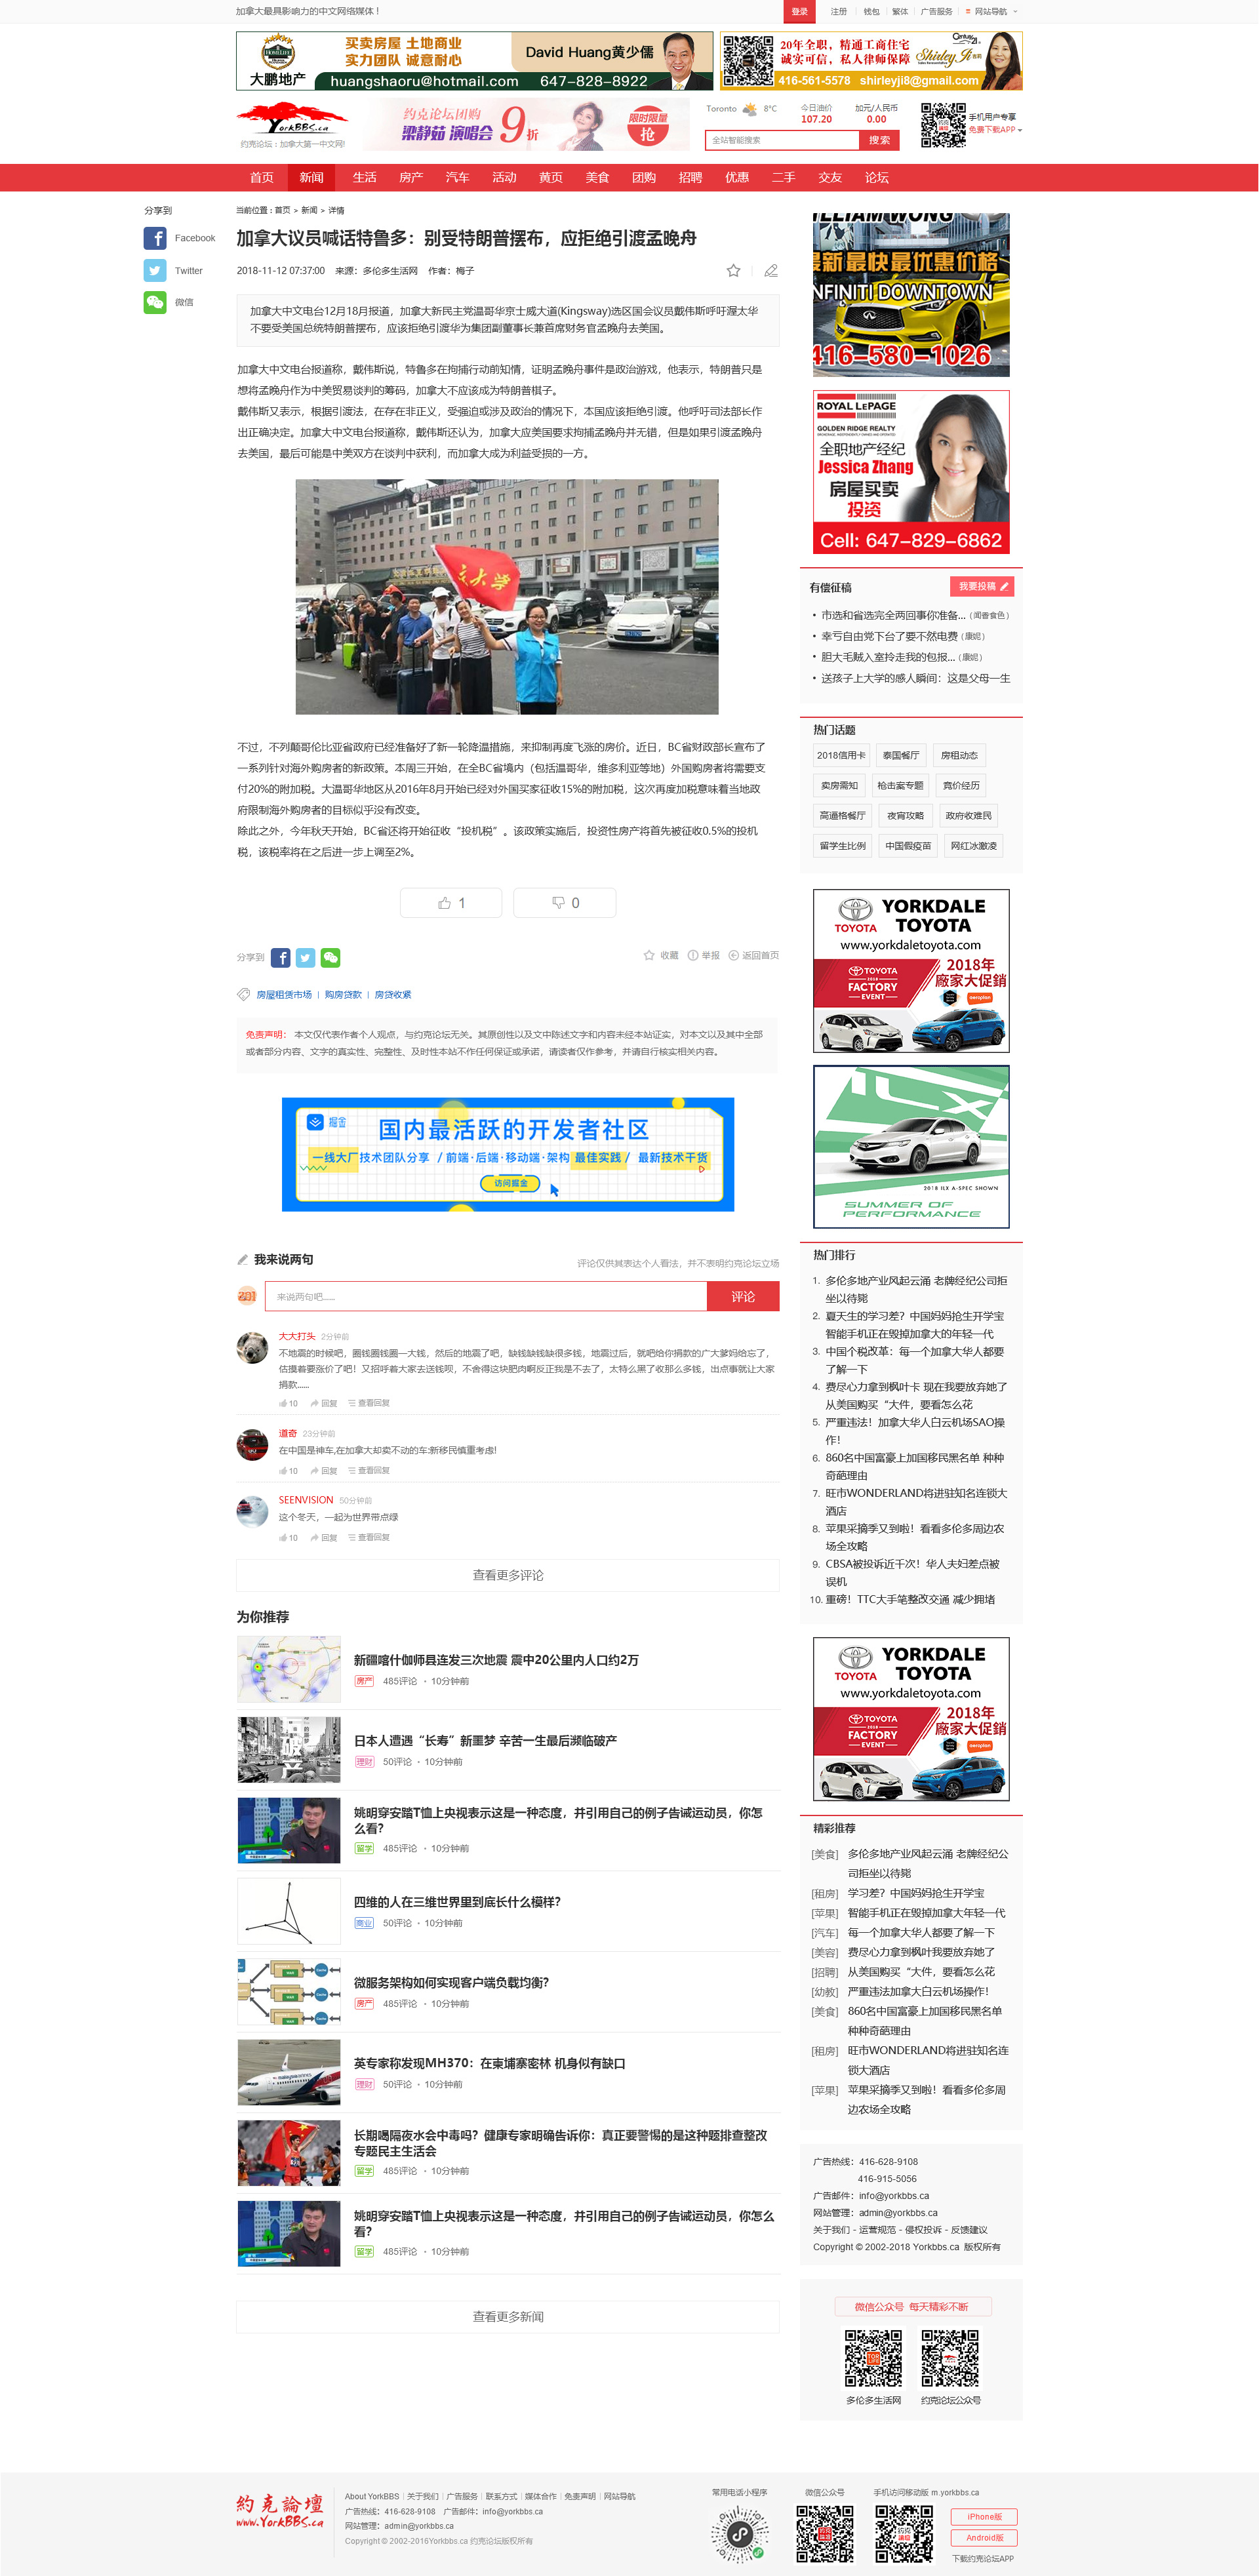 加拿大最具影响力的中文网络媒体！
登录 注册 钱包 繁体 广告服务 网站导航
HOMELIFE
大鹏地产
买卖房屋 土地商业
实力团队 诚意耐心
David Huang黄少儒
huangshaoru@hotmail.com 647-828-8922
20年全职，精通工商住宅
诚实可信，私人律师保障
Century 21
Shirley Ji
416-561-5578 shirleyji8@gmail.com
YorkBBS.ca
约克论坛：加拿大第一中文网!
约克论坛团购
梁静茹 演唱会 9折
限时限量
抢
Toronto 8°C
今日油价
107.20
加元/人民币
0.00
全站智能搜索
搜索
手机用户专享
免费下载APP
首页 新闻 生活 房产 汽车 活动 黄页 美食 团购 招聘 优惠 二手 交友 论坛
分享到
Facebook
Twitter
微信
当前位置：首页 > 新闻 > 详情
加拿大议员喊话特鲁多：别受特朗普摆布，应拒绝引渡孟晚舟
2018-11-12 07:37:00 来源：多伦多生活网 作者：梅子
加拿大中文电台12月18月报道，加拿大新民主党温哥华京士威大道(Kingsway)选区国会议员戴伟斯呼吁渥太华
不要受美国总统特朗普摆布，应该拒绝引渡华为集团副董事长兼首席财务官孟晚舟去美国。
加拿大中文电台报道称，戴伟斯说，特鲁多在拘捕行动前知情，证明孟晚舟事件是政治游戏，他表示，特朗普只是
想将孟晚舟作为中美贸易谈判的筹码，加拿大不应该成为特朗普棋子。
戴伟斯又表示，根据引渡法，在存在非正义，受强迫或涉及政治的情况下，本国应该拒绝引渡。他呼吁司法部长作
出正确决定。加拿大中文电台报道称，戴伟斯还认为，加拿大应美国要求拘捕孟晚舟并无错，但是如果引渡孟晚舟
去美国，最后可能是中美双方在谈判中获利，而加拿大成为利益受损的一方。
交大学
不过，不列颠哥伦比亚省政府已经准备好了新一轮降温措施，来抑制再度飞涨的房价。近日，BC省财政部长宣布了
一系列针对海外购房者的新政策。本周三开始，在全BC省境内（包括温哥华，维多利亚等地）外国购房者将需要支
付20%的附加税。大温哥华地区从2016年8月开始已经对外国买家征收15%的附加税，这次再度加税意味着当地政
府限制海外购房者的目标似乎没有改变。
除此之外，今年秋天开始，BC省还将开始征收“投机税”。该政策实施后，投资性房产将首先被征收0.5%的投机
税，该税率将在之后进一步上调至2%。
1
0
分享到
收藏 举报 返回首页
房屋租赁市场 | 购房贷款 | 房贷收紧
免责声明： 本文仅代表作者个人观点，与约克论坛无关。其原创性以及文中陈述文字和内容未经本站证实，对本文以及其中全部
或者部分内容、文字的真实性、完整性、及时性本站不作任何保证或承诺，请读者仅作参考，并请自行核实相关内容。
掘金
国内最活跃的开发者社区
一线大厂技术团队分享 / 前端·后端·移动端·架构 最佳实践 / 最新技术干货
访问掘金
我来说两句
评论仅供其表达个人看法，并不表明约克论坛立场
来说两句吧......
评论
大大打头 2分钟前
不地震的时候吧，圈钱圈钱圈一大钱，然后的地震了吧，缺钱缺钱缺很多钱，地震过后，就吧给你捐款的广大爹妈给忘了，
估摸着要涨价了吧！又招呼着大家去送钱呗，不舍得这块肥肉啊反正我是不去了，太特么黑了收那么多钱，出点事就让大家
捐款......
10 回复 查看回复
道奇 23分钟前
在中国是神车,在加拿大却卖不动的车:新移民慎重考虑!
10 回复 查看回复
SEENVISION 50分钟前
这个冬天，一起为世界带点绿
10 回复 查看回复
查看更多评论
为你推荐
新疆喀什伽师县连发三次地震 震中20公里内人口约2万
房产 485评论 · 10分钟前
日本人遭遇“长寿”新噩梦 辛苦一生最后濒临破产
理财 50评论 · 10分钟前
姚明穿安踏T恤上央视表示这是一种态度，并引用自己的例子告诫运动员，你怎
么看?
留学 485评论 · 10分钟前
四维的人在三维世界里到底长什么模样?
商业 50评论 · 10分钟前
微服务架构如何实现客户端负载均衡?
房产 485评论 · 10分钟前
英专家称发现MH370：在柬埔寨密林 机身似有缺口
理财 50评论 · 10分钟前
长期喝隔夜水会中毒吗？健康专家明确告诉你：真正要警惕的是这种题排查整改
专题民主生活会
留学 485评论 · 10分钟前
姚明穿安踏T恤上央视表示这是一种态度，并引用自己的例子告诫运动员，你怎么
看?
留学 485评论 · 10分钟前
查看更多新闻
WILLIAMWONG
最新最快最优惠价格
INFINITI DOWNTOWN
416-580-1026
ROYAL LEPAGE
GOLDEN RIDGE REALTY
全职地产经纪
Jessica Zhang
房屋买卖
投资
Cell: 647-829-6862
有偿征稿
我要投稿
市选和省选完全两回事你准备... （闻香食色）
幸亏自由党下台了要不然电费（康妮）
胆大毛贼入室拎走我的包报...（康妮）
送孩子上大学的感人瞬间：这是父母一生
热门话题
2018信用卡 泰国餐厅 房租动态
卖房需知 枪击案专题 竟价经历
高逼格餐厅 夜宵攻略 政府收难民
留学生比例 中国假疫苗 网红冰激凌
TOYOTA
YORKDALE
TOYOTA
www.yorkdaletoyota.com
TOYOTA
2018
FACTORY
EVENT
2018年
廠家大促銷
aeroplan
ILX
2018 ILX A-SPEC SHOWN
SUMMER OF
PERFORMANCE
热门排行
1. 多伦多地产业风起云涌 老牌经纪公司拒
坐以待毙
2. 夏天生的学习差？中国妈妈抢生开学宝
智能手机正在毁掉加拿大的年轻一代
3. 中国个税改革：每一个加拿大华人都要
了解一下
4. 费尽心力拿到枫叶卡 现在我要放弃她了
从美国购买“大件，要看怎么花
5. 严重违法！加拿大华人白云机场SAO操
作！
6. 860名中国富豪上加国移民黑名单 种种
奇葩理由
7. 旺市WONDERLAND将进驻知名连锁大
酒店
8. 苹果采摘季又到啦！看看多伦多周边农
场全攻略
9. CBSA被投诉近千次！华人夫妇差点被
误机
10. 重磅！TTC大手笔整改交通 减少拥堵
TOYOTA
YORKDALE
TOYOTA
www.yorkdaletoyota.com
TOYOTA
2018
FACTORY
EVENT
2018年
廠家大促銷
aeroplan
精彩推荐
[美食] 多伦多地产业风起云涌 老牌经纪公
司拒坐以待毙
[租房] 学习差？中国妈妈抢生开学宝
[苹果] 智能手机正在毁掉加拿大年轻一代
[汽车] 每一个加拿大华人都要了解一下
[美容] 费尽心力拿到枫叶我要放弃她了
[招聘] 从美国购买“大件，要看怎么花
[幼教] 严重违法加拿大白云机场操作！
[美食] 860名中国富豪上加国移民黑名单
种种奇葩理由
[租房] 旺市WONDERLAND将进驻知名连
锁大酒店
[苹果] 苹果采摘季又到啦！看看多伦多周
边农场全攻略
广告热线：416-628-9108
416-915-5056
广告邮件：info@yorkbbs.ca
网站管理：admin@yorkbbs.ca
关于我们 - 运营规范 - 侵权投诉 - 反馈建议
Copyright © 2002-2018 Yorkbbs.ca 版权所有
微信公众号 每天精彩不断
多伦多生活网 约克论坛公众号
約克論壇
www.YorkBBS.ca
About YorkBBS | 关于我们 | 广告服务 | 联系方式 | 媒体合作 | 免责声明 | 网站导航
广告热线：416-628-9108 广告邮件：info@yorkbbs.ca
网站管理：admin@yorkbbs.ca
Copyright © 2002-2016Yorkbbs.ca 约克论坛版权所有
常用电话小程序 微信公众号 手机访问移动版 m.yorkbbs.ca
iPhone版
Android版
下载约克论坛APP